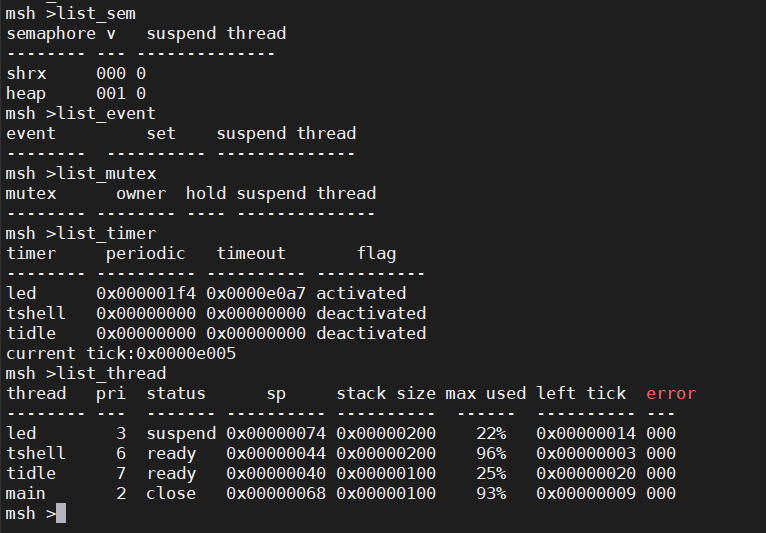 msh >list_sem
semaphore v   suspend thread
-------- --- --------------
shrx     000 0
heap     001 0
msh >list_event
event         set    suspend thread
--------  ---------- --------------
msh >list_mutex
mutex      owner  hold suspend thread
-------- -------- ---- --------------
msh >list_timer
timer     periodic   timeout       flag
-------- ---------- ---------- -----------
led      0x000001f4 0x0000e0a7 activated
tshell   0x00000000 0x00000000 deactivated
tidle    0x00000000 0x00000000 deactivated
current tick:0x0000e005
msh >list_thread
thread   pri  status      sp     stack size max used left tick  error
-------- ---  ------- ---------- ----------  ------  ---------- ---
led        3  suspend 0x00000074 0x00000200    22%   0x00000014 000
tshell     6  ready   0x00000044 0x00000200    96%   0x00000003 000
tidle      7  ready   0x00000040 0x00000100    25%   0x00000020 000
main       2  close   0x00000068 0x00000100    93%   0x00000009 000
msh >